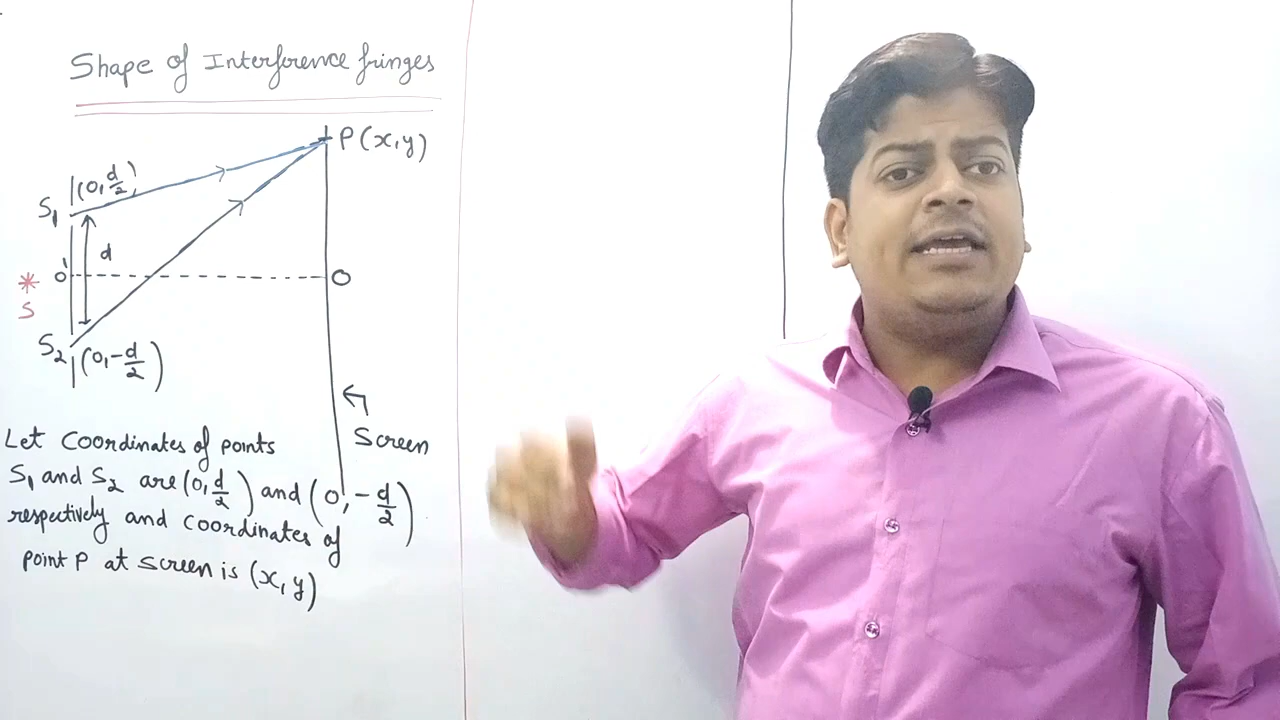 Shape of Interference fringes
P(x,y)
(0,d/2)
S1
d
O'
O
S
S2
(0,-d/2)
Screen
Let Coordinates of points
S1 and S2 are (0,d/2) and (0,-d/2)
respectively and Coordinates of
point P at screen is (x,y)